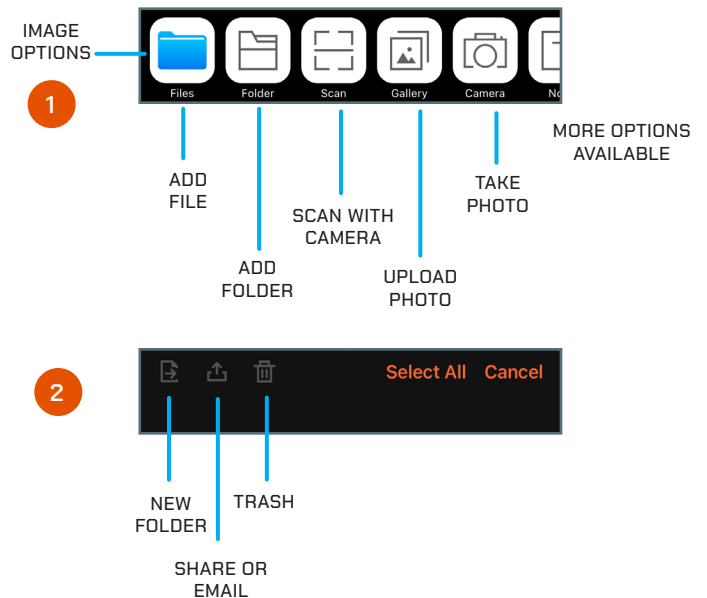 IMAGE
OPTIONS
1
Files
Folder
Scan
Gallery
Camera
No
MORE OPTIONS
AVAILABLE
ADD
FILE
TAKE
PHOTO
SCAN WITH
CAMERA
ADD
FOLDER
UPLOAD
PHOTO
2
Select All
Cancel
NEW
FOLDER
TRASH
SHARE OR
EMAIL